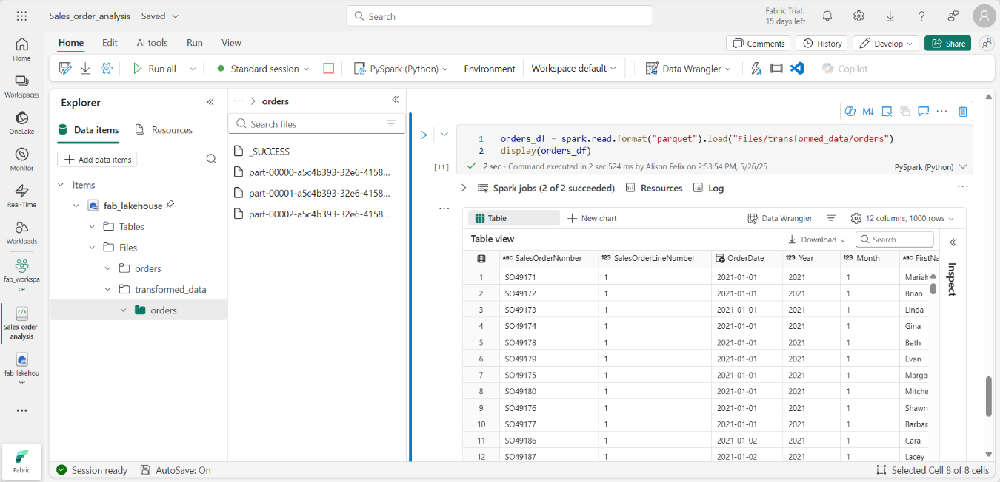 Sales_order_analysis Saved
Search
Fabric Trial:
15 days left
Home Edit AI tools Run View
Comments History Develop Share
Run all Standard session PySpark (Python) Environment Workspace default Data Wrangler Copilot
Home
Workspaces
OneLake
Monitor
Real-Time
Workloads
fab_workspa
ce
Sales_order_
analysis
fab_lakehou
se
Fabric
Explorer
Data items Resources
Add data items
Items
fab_lakehouse
Tables
Files
orders
transformed_data
orders
... > orders
Search files
_SUCCESS
part-00000-a5c4b393-32e6-4158...
part-00001-a5c4b393-32e6-4158...
part-00002-a5c4b393-32e6-4158...
M↓
1 orders_df = spark.read.format("parquet").load("Files/transformed_data/orders")
2 display(orders_df)
[11] 2 sec - Command executed in 2 sec 524 ms by Alison Felix on 2:53:54 PM, 5/26/25 PySpark (Python)
Spark jobs (2 of 2 succeeded) Resources Log
Table New chart Data Wrangler 12 columns, 1000 rows
Table view Download Search
Inspect
ABC SalesOrderNumber 123 SalesOrderLineNumber OrderDate 123 Year 123 Month ABC FirstNa
1 SO49171 1 2021-01-01 2021 1 Mariah
2 SO49172 1 2021-01-01 2021 1 Brian
3 SO49173 1 2021-01-01 2021 1 Linda
4 SO49174 1 2021-01-01 2021 1 Gina
5 SO49178 1 2021-01-01 2021 1 Beth
6 SO49179 1 2021-01-01 2021 1 Evan
7 SO49175 1 2021-01-01 2021 1 Margar
8 SO49180 1 2021-01-01 2021 1 Mitche
9 SO49176 1 2021-01-01 2021 1 Shawn
10 SO49177 1 2021-01-01 2021 1 Barbar
11 SO49186 1 2021-01-02 2021 1 Cara
12 SO49187 1 2021-01-02 2021 1 Lacey
Session ready AutoSave: On Selected Cell 8 of 8 cells